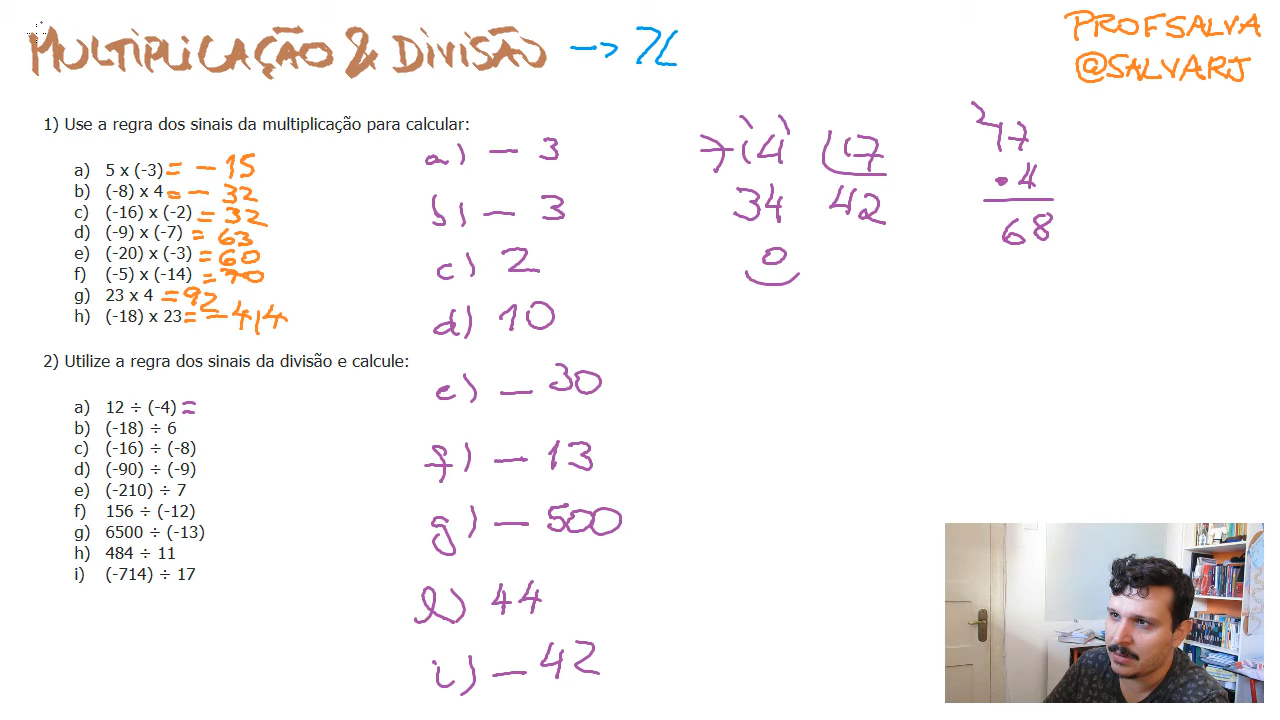 MULTIPLICAÇÃO & DIVISÃO → Z
PROFSALVA
@SALVARJ
1) Use a regra dos sinais da multiplicação para calcular:
a) 5 x (-3) = - 15
b) (-8) x 4 = - 32
c) (-16) x (-2) = 32
d) (-9) x (-7) = 63
e) (-20) x (-3) = 60
f) (-5) x (-14) = 70
g) 23 x 4 = 92
h) (-18) x 23 = - 414
2) Utilize a regra dos sinais da divisão e calcule:
a) 12 ÷ (-4) =
b) (-18) ÷ 6
c) (-16) ÷ (-8)
d) (-90) ÷ (-9)
e) (-210) ÷ 7
f) 156 ÷ (-12)
g) 6500 ÷ (-13)
h) 484 ÷ 11
i) (-714) ÷ 17
a) - 3
b) - 3
c) 2
d) 10
e) - 30
f) - 13
g) - 500
h) 44
i) - 42
714 17
34 42
0
2
17
. 4
68